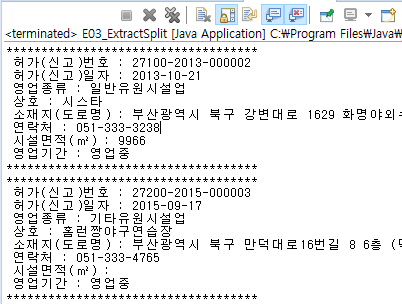 <terminated> E03_ExtractSplit [Java Application] C:₩Program Files₩Java₩
******************************
허가(신고)번호 : 27100-2013-000002
허가(신고)일자 : 2013-10-21
영업종류 : 일반유원시설업
상호 : 시스타
소재지(도로명) : 부산광역시 북구 강변대로 1629 화명야외수
연락처 : 051-333-3238
시설면적(㎡) : 9966
영업기간 : 영업중
******************************
******************************
허가(신고)번호 : 27200-2015-000003
허가(신고)일자 : 2015-09-17
영업종류 : 기타유원시설업
상호 : 홈런짱야구연습장
소재지(도로명) : 부산광역시 북구 만덕대로16번길 8 6층 (
연락처 : 051-333-4765
시설면적(㎡) :
영업기간 : 영업중
******************************